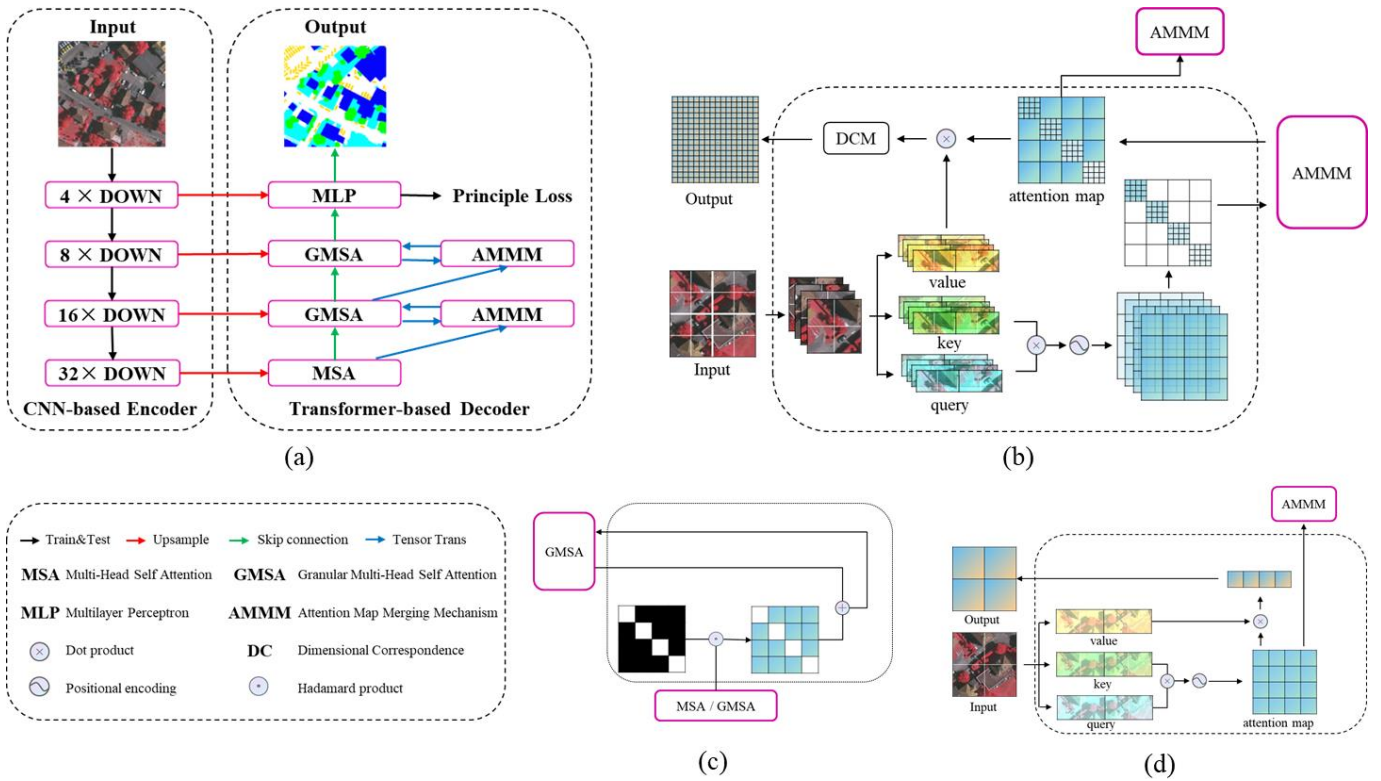 Input
Output
4 × DOWN
MLP
Principle Loss
8 × DOWN
GMSA
AMMM
16× DOWN
GMSA
AMMM
32× DOWN
MSA
CNN-based Encoder
Transformer-based Decoder
(a)
AMMM
DCM
Output
attention map
AMMM
value
key
Input
query
(b)
Train&Test
Upsample
Skip connection
Tensor Trans
MSA Multi-Head Self Attention
GMSA Granular Multi-Head Self Attention
MLP Multilayer Perceptron
AMMM Attention Map Merging Mechanism
Dot product
DC Dimensional Correspondence
Positional encoding
Hadamard product
GMSA
MSA / GMSA
(c)
AMMM
Output
value
key
Input
query
attention map
(d)